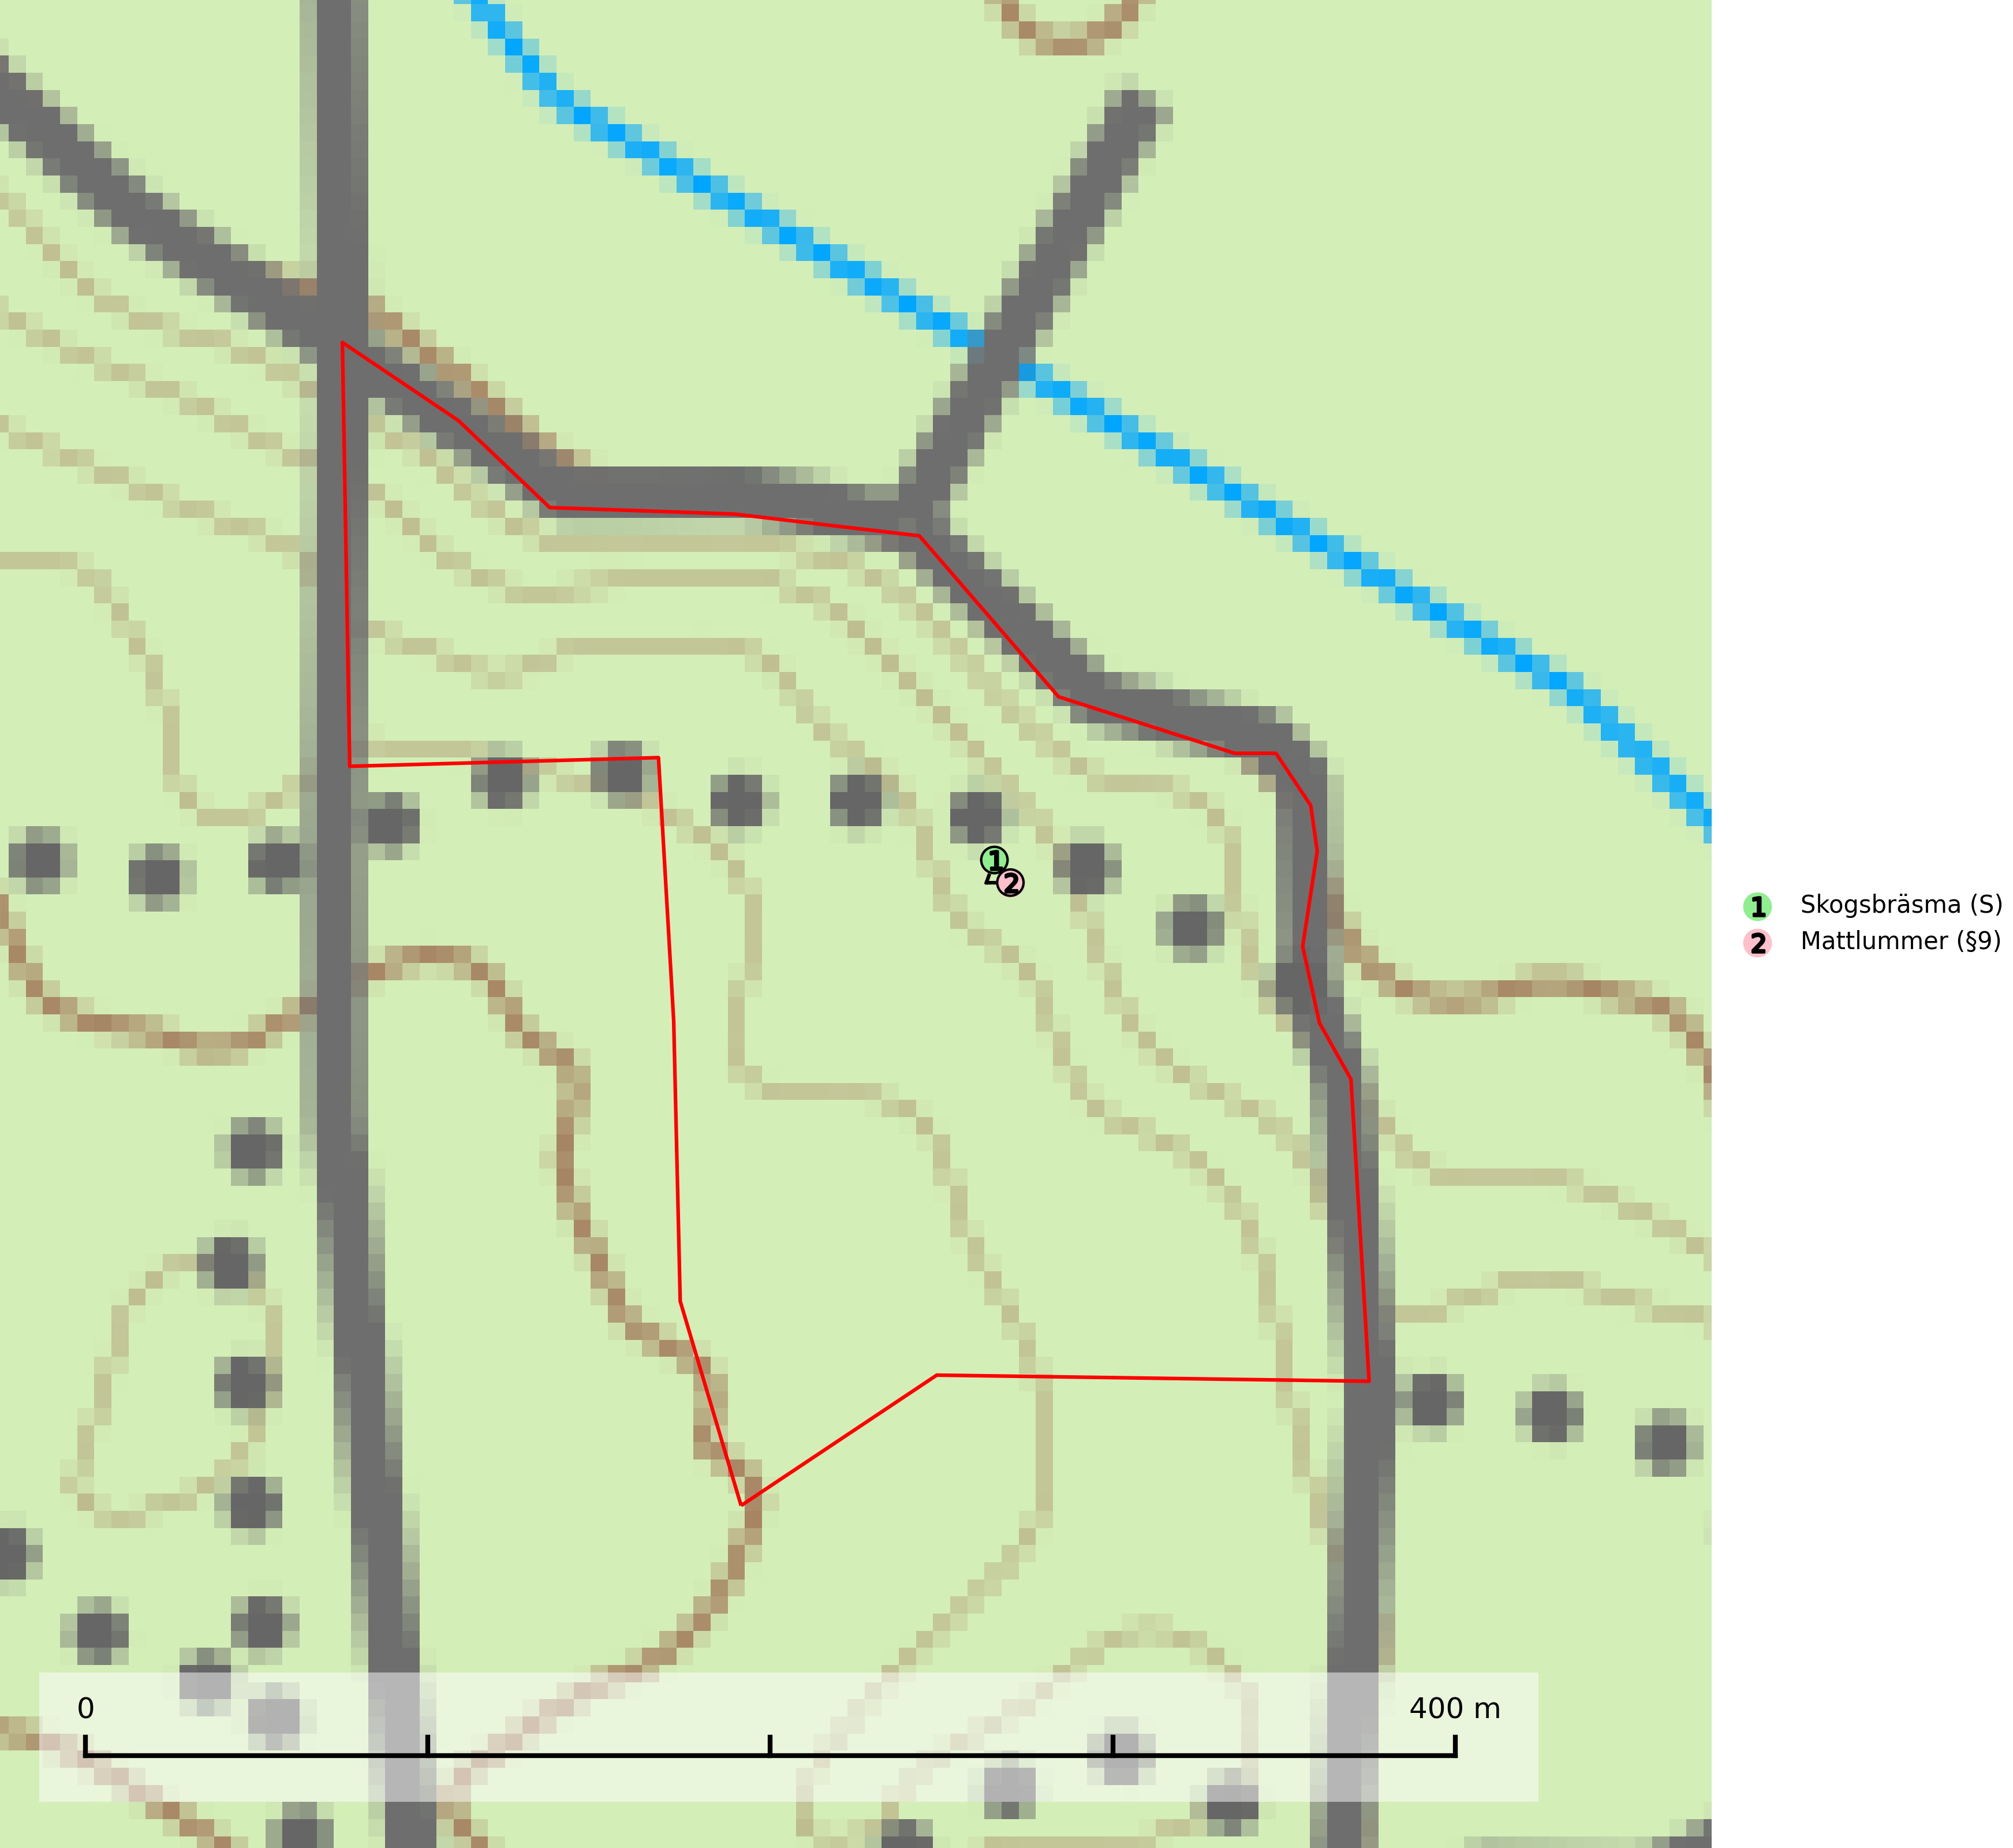 1
2
1 Skogsbräsma (S)
2 Mattlummer (§9)
0 400 m